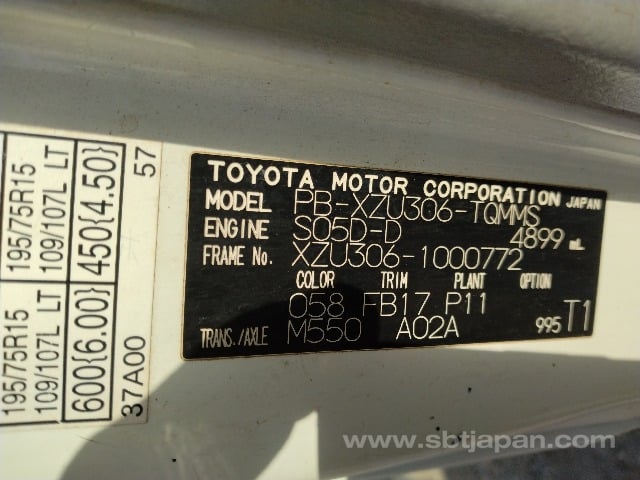 195/75R15
109/107L LT
195/75R15
109/107L LT
600{6.00}
450{4.50}
37A00
57
TOYOTA MOTOR CORPORATION JAPAN
MODEL PB-XZU306-TQMMS
ENGINE S05D-D 4899 mL
FRAME No. XZU306-1000772
COLOR TRIM PLANT OPTION
058 FB17 P11
TRANS./AXLE M550 A02A 995 T1
www.sbtjapan.com